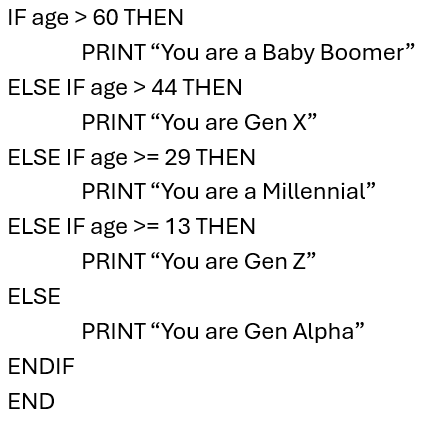 IF age > 60 THEN
PRINT “You are a Baby Boomer”
ELSE IF age > 44 THEN
PRINT “You are Gen X”
ELSE IF age >= 29 THEN
PRINT “You are a Millennial”
ELSE IF age >= 13 THEN
PRINT “You are Gen Z”
ELSE
PRINT “You are Gen Alpha”
ENDIF
END